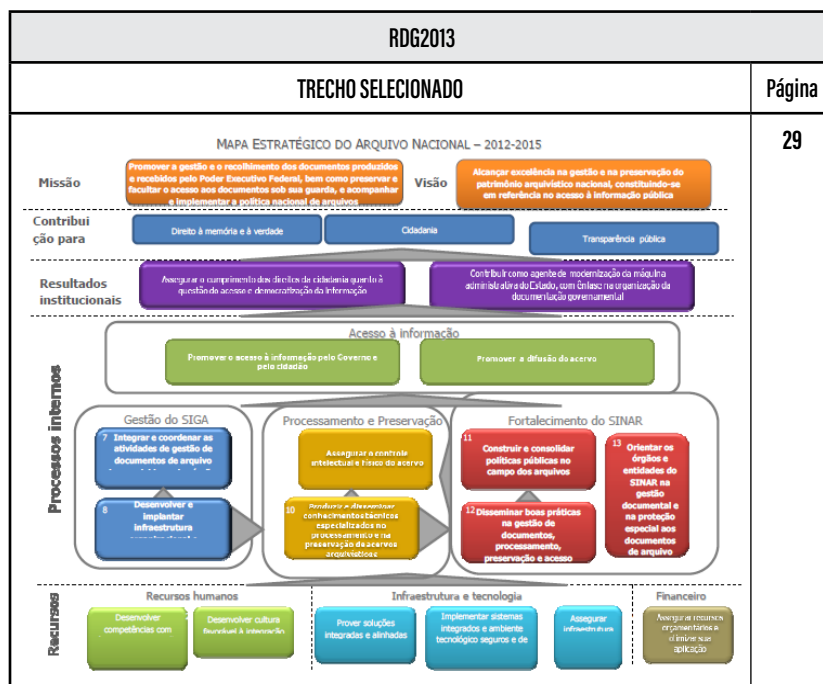 RDG2013
TRECHO SELECIONADO
Página
29
MAPA ESTRATÉGICO DO ARQUIVO NACIONAL – 2012-2015
Missão
Promover a gestão e o recolhimento dos documentos produzidos
e recebidos pelo Poder Executivo Federal, bem como preservar e
facultar o acesso aos documentos sob sua guarda, e acompanhar
e implementar a política nacional de arquivos
Visão
Alcançar excelência na gestão e na preservação do
patrimônio arquivístico nacional, constituindo-se
em referência no acesso à informação pública
Contribui
ção para
Direito à memória e à verdade
Cidadania
Transparência pública
Resultados
institucionais
Assegurar o cumprimento dos direitos da cidadania quanto à
questão do acesso e democratização da informação
Contribuir como agente de modernização da máquina
administrativa do Estado, com ênfase na organização da
documentação governamental
Processos internos
Acesso à informação
Promover o acesso à informação pelo Governo e
pelo cidadão
Promover a difusão do acervo
Gestão do SIGA
7 Integrar e coordenar as
atividades de gestão de
documentos de arquivo
8 Desenvolver e
implantar
infraestrutura
Processamento e Preservação
Assegurar o controle
intelectual e físico do acervo
10 Produzir e disseminar
conhecimentos técnicos
especializados no
processamento e na
preservação de acervos
arquivísticos
Fortalecimento do SINAR
11
Construir e consolidar
políticas públicas no
campo dos arquivos
12 Disseminar boas práticas
na gestão de
documentos,
processamento,
preservação e acesso
13 Orientar os
órgãos e
entidades do
SINAR na
gestão
documental e
na proteção
especial aos
documentos de
arquivo
Recursos
Recursos humanos
Desenvolver
competências com
Desenvolver cultura
favorável à integração
Infraestrutura e tecnologia
Prover soluções
integradas e alinhadas
Implementar sistemas
integrados e ambiente
tecnológico seguros e de
Assegurar
infraestrutura
Financeiro
Assegurar recursos
orçamentários e
otimizar sua
aplicação